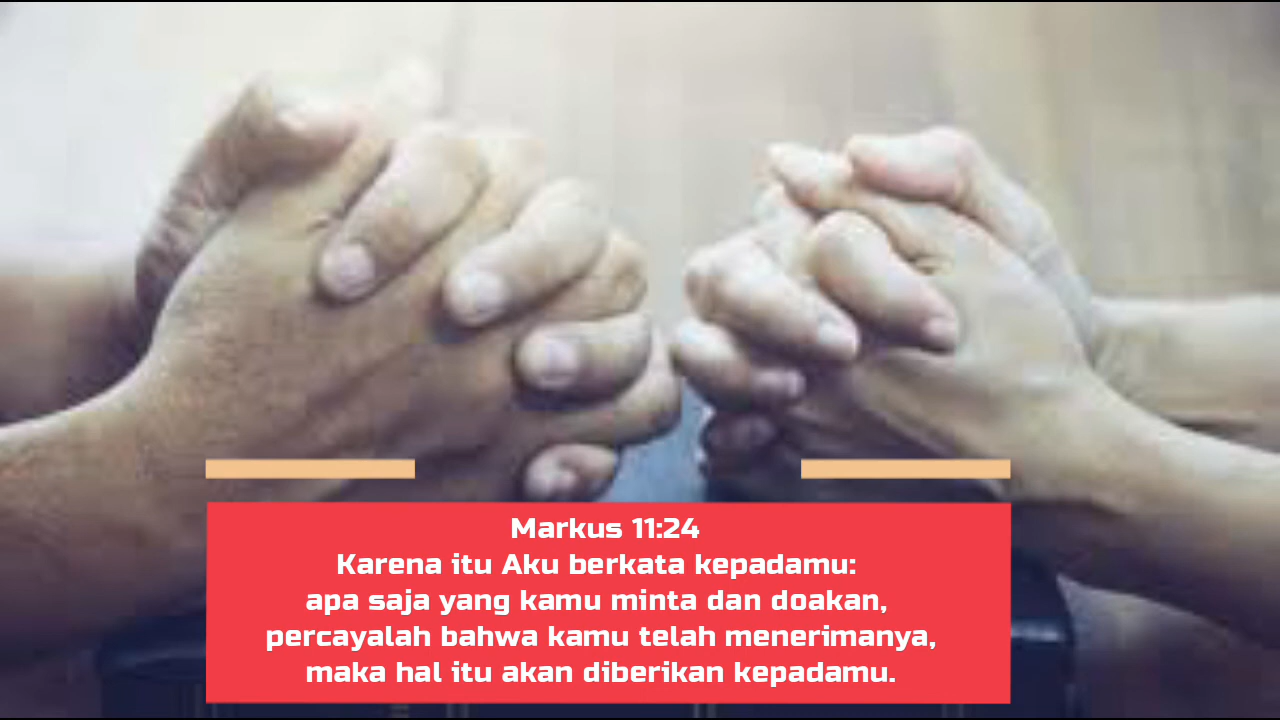 Markus 11:24
Karena itu Aku berkata kepadamu:
apa saja yang kamu minta dan doakan,
percayalah bahwa kamu telah menerimanya,
maka hal itu akan diberikan kepadamu.